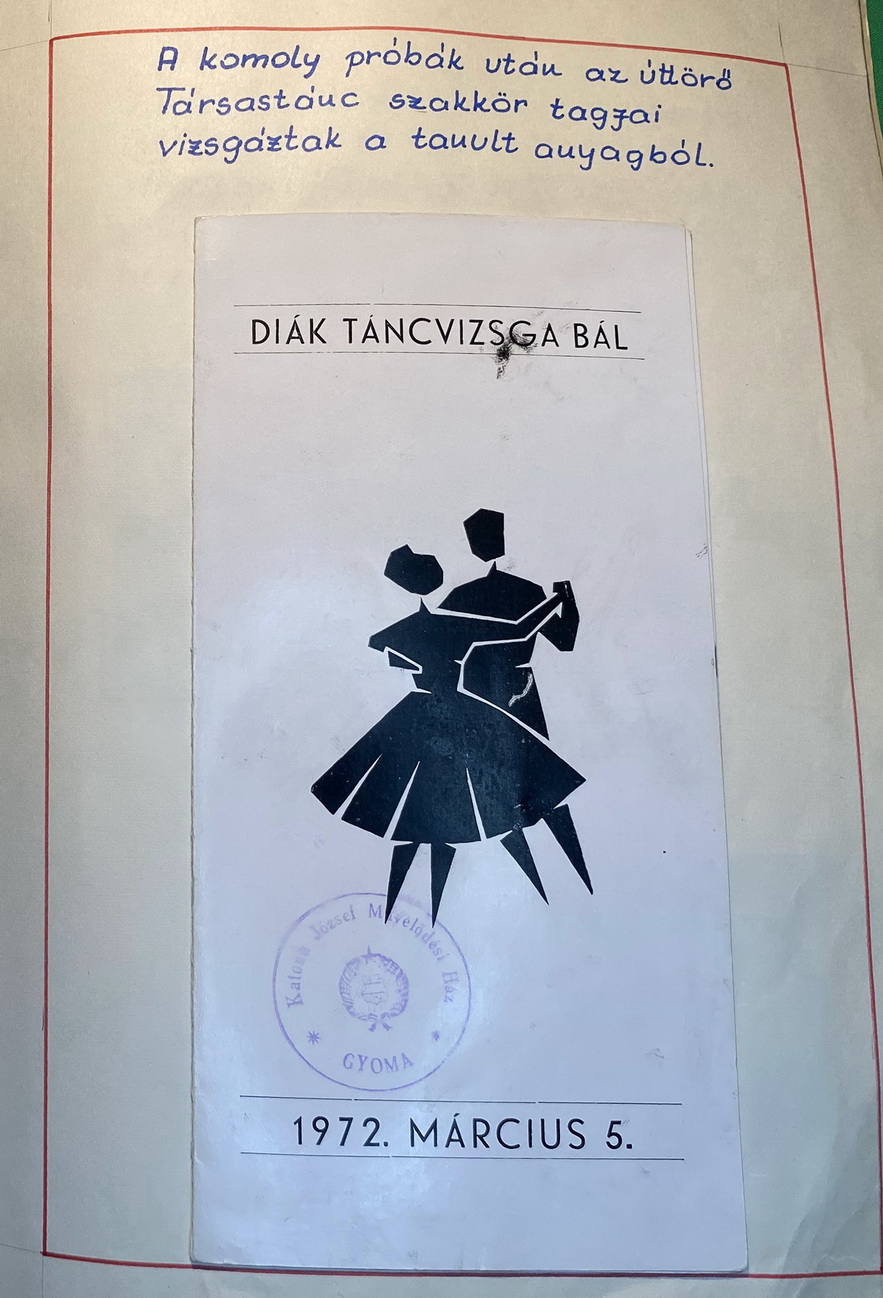 A komoly próbák után az úttörő
Társastánc szakkör tagjai
vizsgáztak a tanult anyagból.
DIÁK TÁNCVIZSGA BÁL
Katona József Művelődési Ház
GYOMA
1972. MÁRCIUS 5.